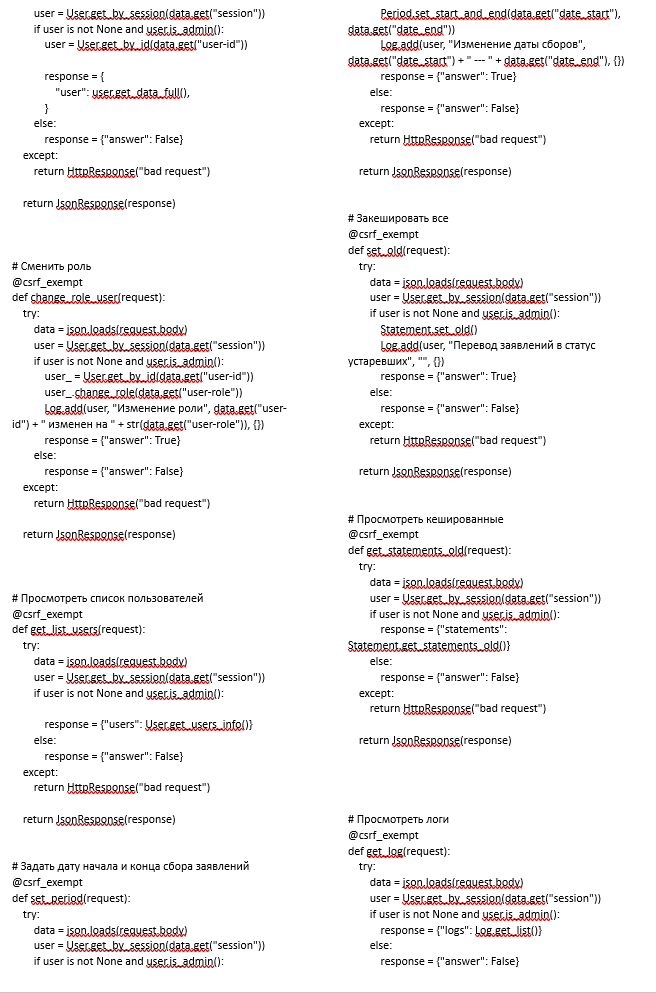 user = User.get_by_session(data.get("session"))
if user is not None and user.is_admin():
user = User.get_by_id(data.get("user-id"))
response = {
"user": user.get_data_full(),
}
else:
response = {"answer": False}
except:
return HttpResponse("bad request")
return JsonResponse(response)
# Сменить роль
@csrf_exempt
def change_role_user(request):
try:
data = json.loads(request.body)
user = User.get_by_session(data.get("session"))
if user is not None and user.is_admin():
user_ = User.get_by_id(data.get("user-id"))
user_.change_role(data.get("user-role"))
Log.add(user, "Изменение роли", data.get("user-
id") + " изменен на " + str(data.get("user-role")), {})
response = {"answer": True}
else:
response = {"answer": False}
except:
return HttpResponse("bad request")
return JsonResponse(response)
# Просмотреть список пользователей
@csrf_exempt
def get_list_users(request):
try:
data = json.loads(request.body)
user = User.get_by_session(data.get("session"))
if user is not None and user.is_admin():
response = {"users": User.get_users_info()}
else:
response = {"answer": False}
except:
return HttpResponse("bad request")
return JsonResponse(response)
# Задать дату начала и конца сбора заявлений
@csrf_exempt
def set_period(request):
try:
data = json.loads(request.body)
user = User.get_by_session(data.get("session"))
if user is not None and user.is_admin():
Period.set_start_and_end(data.get("date_start"),
data.get("date_end"))
Log.add(user, "Изменение даты сборов",
data.get("date_start") + " --- " + data.get("date_end"), {})
response = {"answer": True}
else:
response = {"answer": False}
except:
return HttpResponse("bad request")
return JsonResponse(response)
# Закешировать все
@csrf_exempt
def set_old(request):
try:
data = json.loads(request.body)
user = User.get_by_session(data.get("session"))
if user is not None and user.is_admin():
Statement.set_old()
Log.add(user, "Перевод заявлений в статус
устаревших", "", {})
response = {"answer": True}
else:
response = {"answer": False}
except:
return HttpResponse("bad request")
return JsonResponse(response)
# Просмотреть кешированные
@csrf_exempt
def get_statements_old(request):
try:
data = json.loads(request.body)
user = User.get_by_session(data.get("session"))
if user is not None and user.is_admin():
response = {"statements":
Statement.get_statements_old()}
else:
response = {"answer": False}
except:
return HttpResponse("bad request")
return JsonResponse(response)
# Просмотреть логи
@csrf_exempt
def get_log(request):
try:
data = json.loads(request.body)
user = User.get_by_session(data.get("session"))
if user is not None and user.is_admin():
response = {"logs": Log.get_list()}
else:
response = {"answer": False}